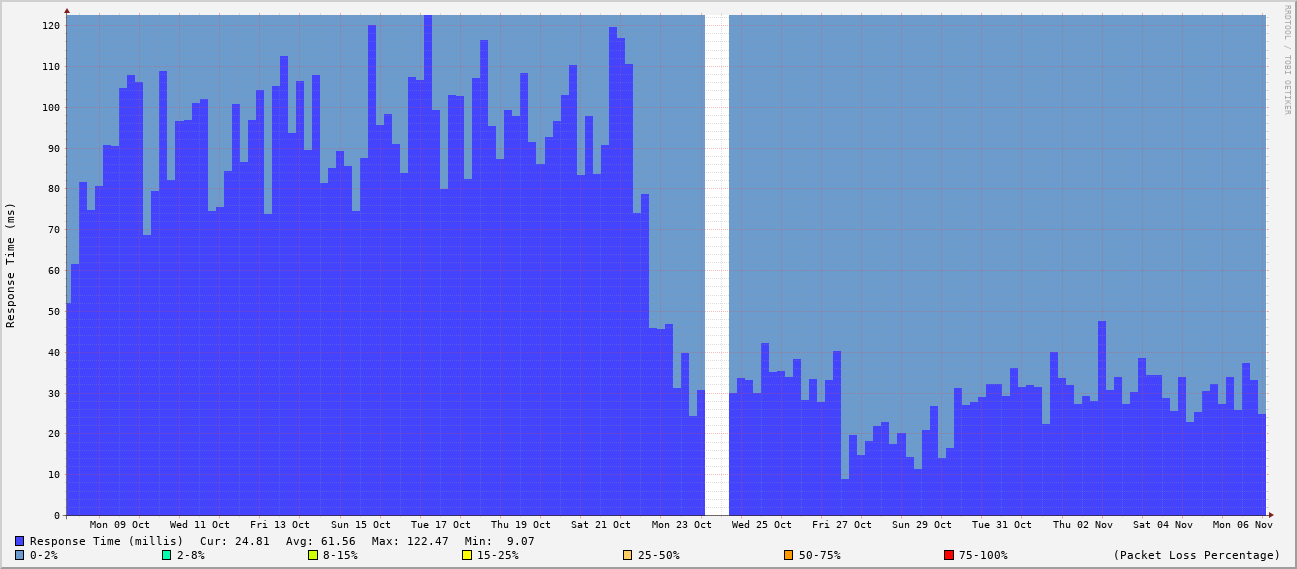 RRDTOOL / TOBI OETIKER
Response Time (ms)
120
110
100
90
80
70
60
50
40
30
20
10
0
Mon 09 Oct Wed 11 Oct Fri 13 Oct Sun 15 Oct Tue 17 Oct Thu 19 Oct Sat 21 Oct Mon 23 Oct Wed 25 Oct Fri 27 Oct Sun 29 Oct Tue 31 Oct Thu 02 Nov Sat 04 Nov Mon 06 Nov
Response Time (millis) Cur: 24.81 Avg: 61.56 Max: 122.47 Min: 9.07
0-2% 2-8% 8-15% 15-25% 25-50% 50-75% 75-100% (Packet Loss Percentage)